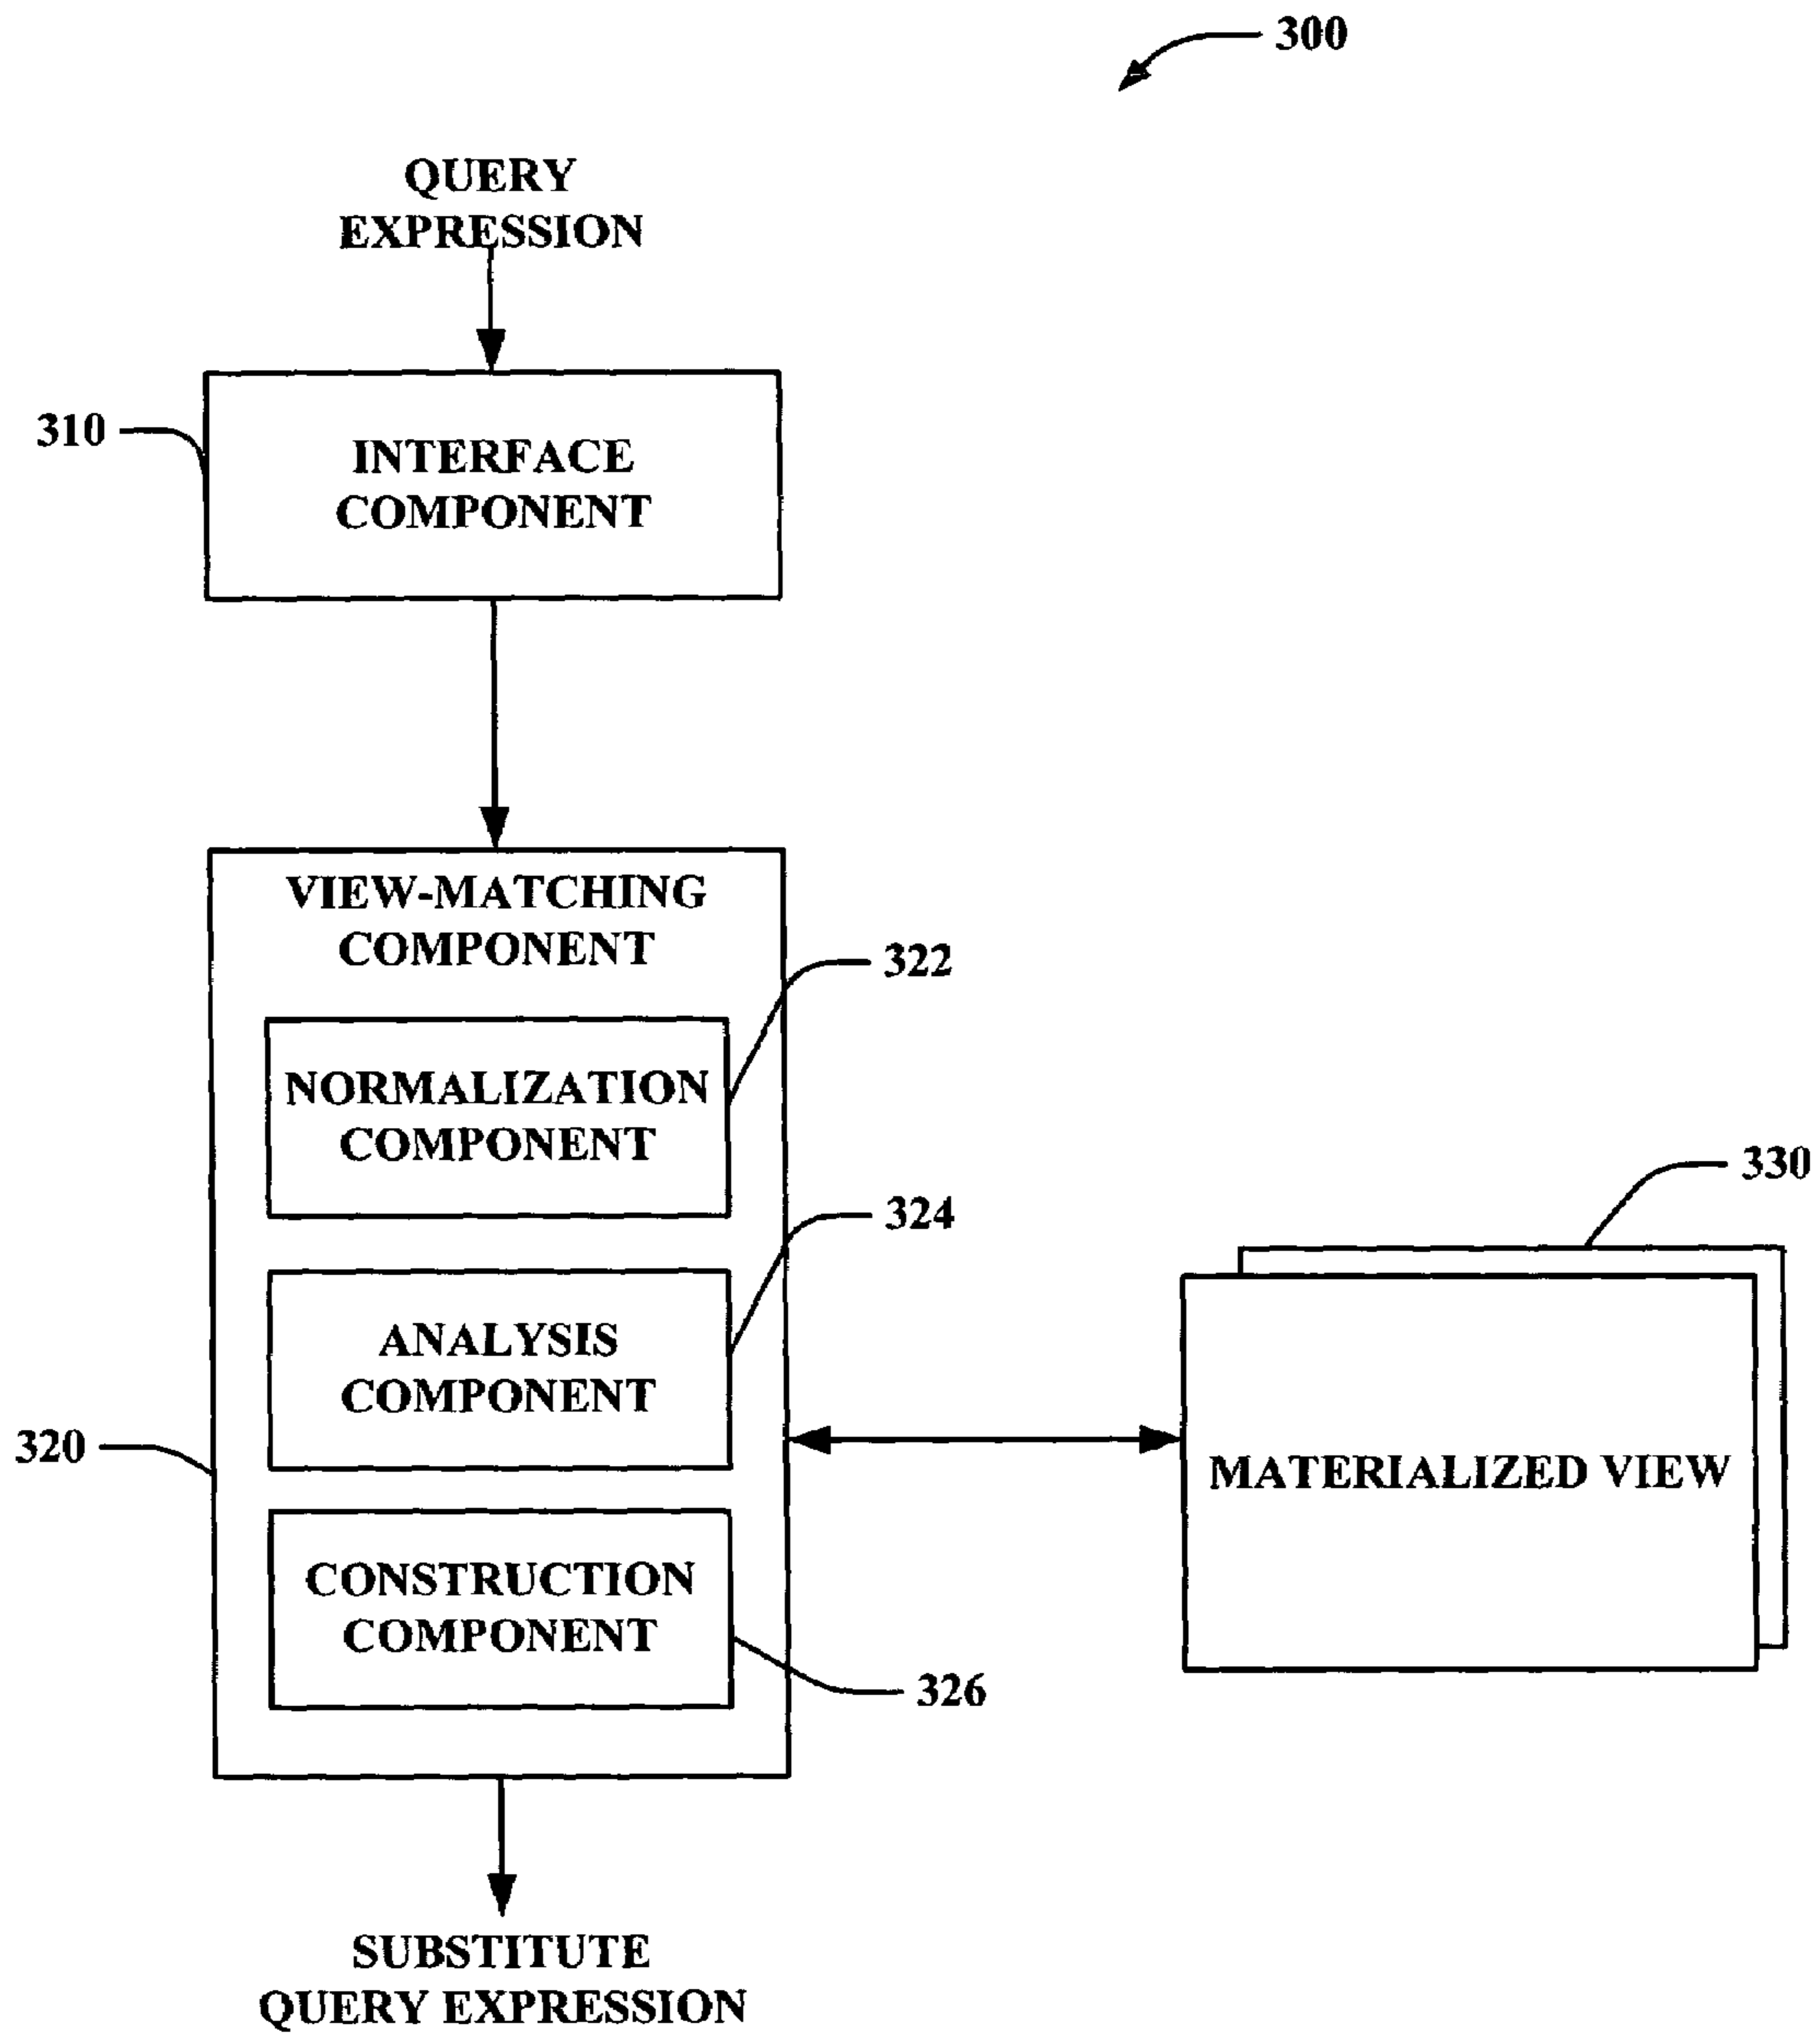 300
QUERY
EXPRESSION
310
INTERFACE
COMPONENT
VIEW-MATCHING
COMPONENT
322
NORMALIZATION
COMPONENT
324
ANALYSIS
COMPONENT
320
CONSTRUCTION
COMPONENT
326
330
MATERIALIZED VIEW
SUBSTITUTE
QUERY EXPRESSION